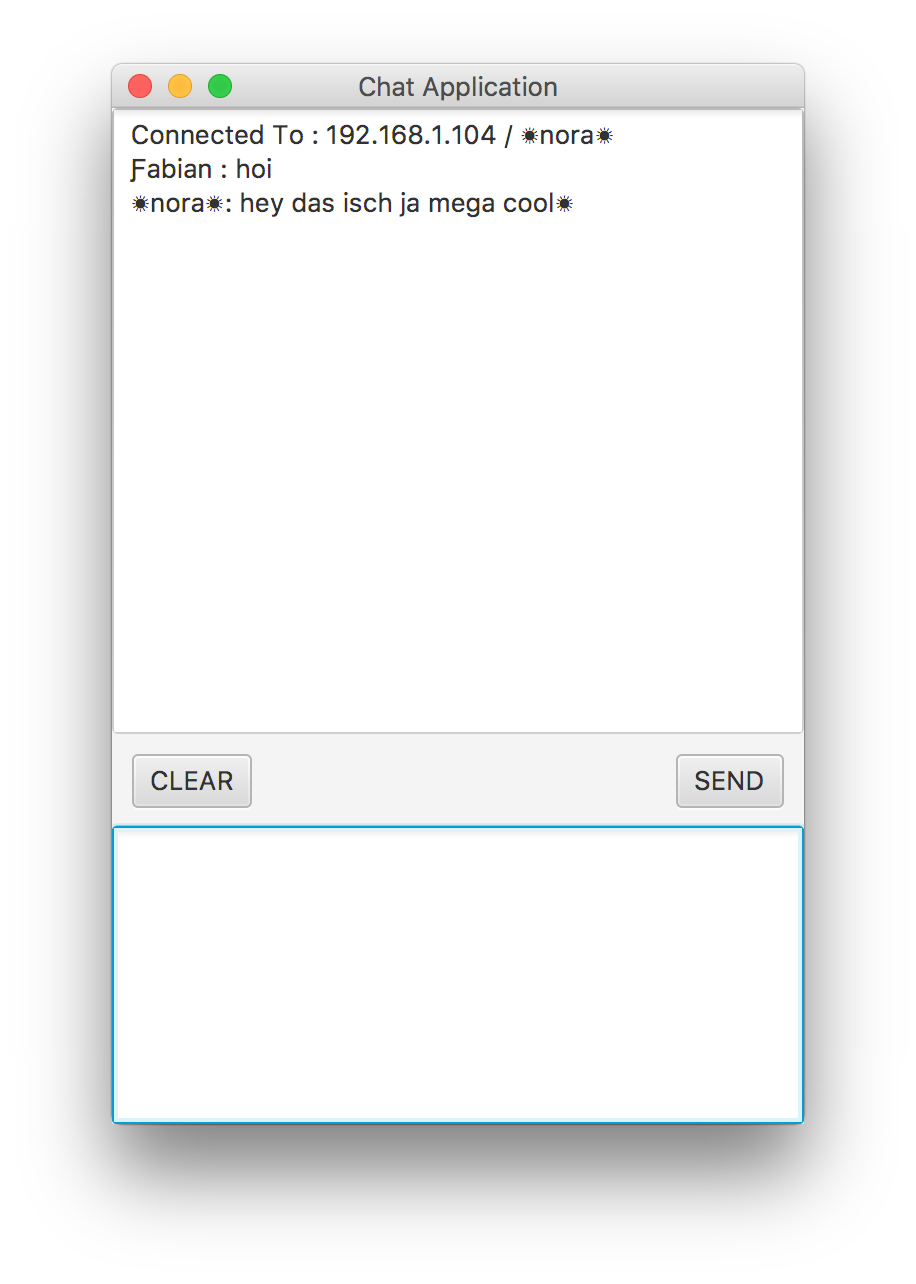 Chat Application
Connected To : 192.168.1.104 / ✷nora✷
Ƒabian : hoi
✷nora✷: hey das isch ja mega cool✷
CLEAR
SEND